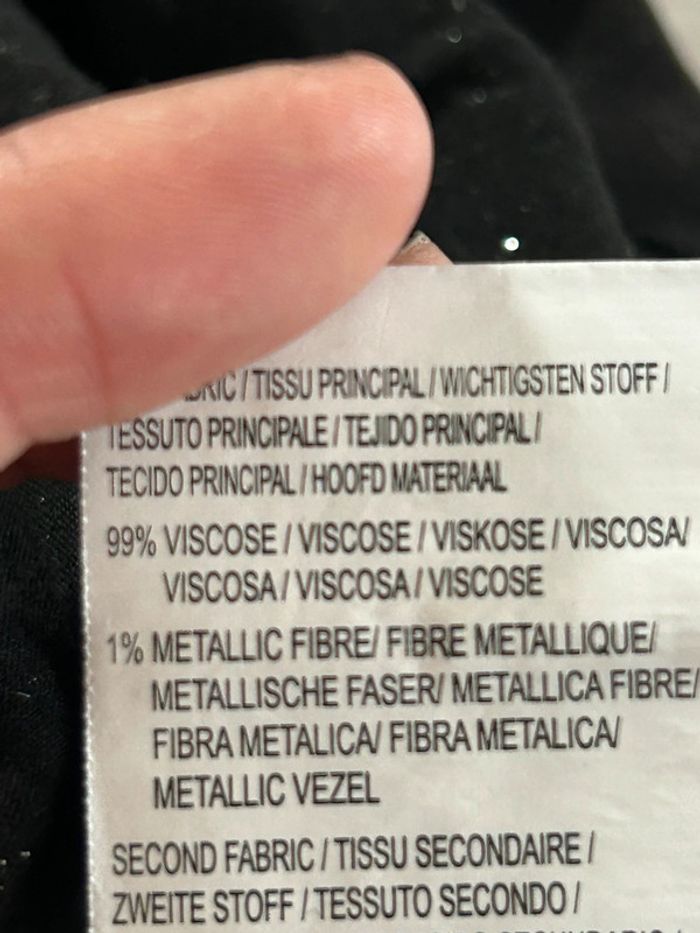 / TISSU PRINCIPAL / WICHTIGSTEN STOFF /
TESSUTO PRINCIPALE / TEJIDO PRINCIPAL /
TECIDO PRINCIPAL / HOOFD MATERIAAL
99% VISCOSE / VISCOSE / VISKOSE / VISCOSA/
VISCOSA / VISCOSA / VISCOSE
1% METALLIC FIBRE/ FIBRE METALLIQUE/
METALLISCHE FASER/ METALLICA FIBRE/
FIBRA METALICA/ FIBRA METALICA/
METALLIC VEZEL
SECOND FABRIC / TISSU SECONDAIRE /
ZWEITE STOFF / TESSUTO SECONDO /